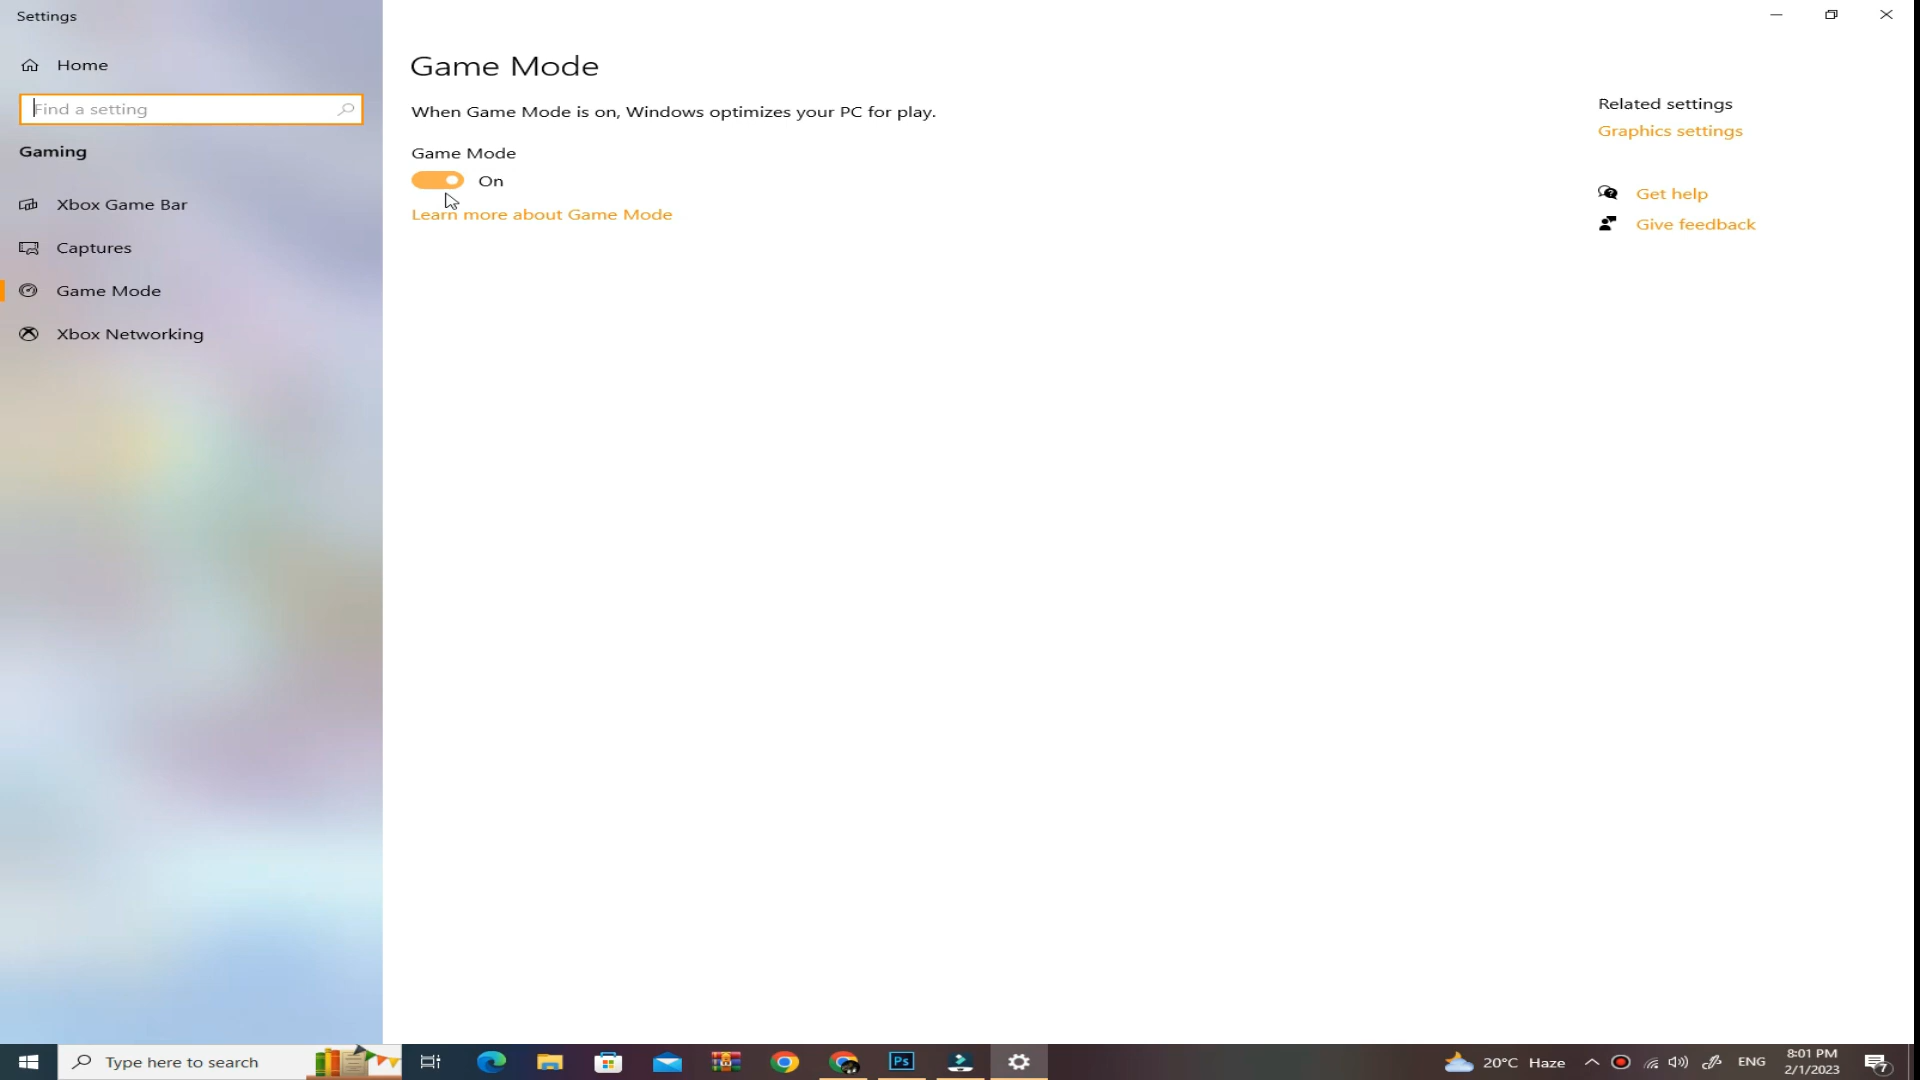 Settings
Home
Find a setting
Gaming
Xbox Game Bar
Captures
Game Mode
Xbox Networking
Game Mode
When Game Mode is on, Windows optimizes your PC for play.
Game Mode
On
Learn more about Game Mode
Related settings
Graphics settings
Get help
Give feedback
Type here to search
Ps
20°C Haze
ENG
8:01 PM
2/1/2023
7